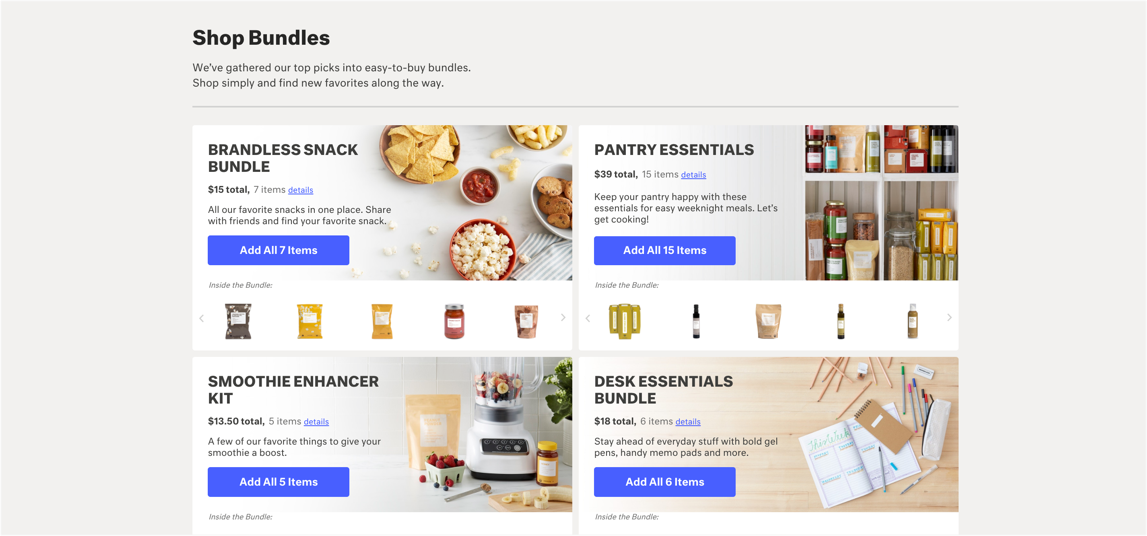 Shop Bundles
We've gathered our top picks into easy-to-buy bundles.
Shop simply and find new favorites along the way.
BRANDLESS SNACK
BUNDLE
$15 total, 7 items details
All our favorite snacks in one place. Share
with friends and find your favorite snack.
Add All 7 Items
Inside the Bundle:
PANTRY ESSENTIALS
$39 total, 15 items details
Keep your pantry happy with these
essentials for easy weeknight meals. Let's
get cooking!
Add All 15 Items
Inside the Bundle:
SMOOTHIE ENHANCER
KIT
$13.50 total, 5 items details
A few of our favorite things to give your
smoothie a boost.
Add All 5 Items
Inside the Bundle:
DESK ESSENTIALS
BUNDLE
$18 total, 6 items details
Stay ahead of everyday stuff with bold gel
pens, handy memo pads and more.
Add All 6 Items
Inside the Bundle: